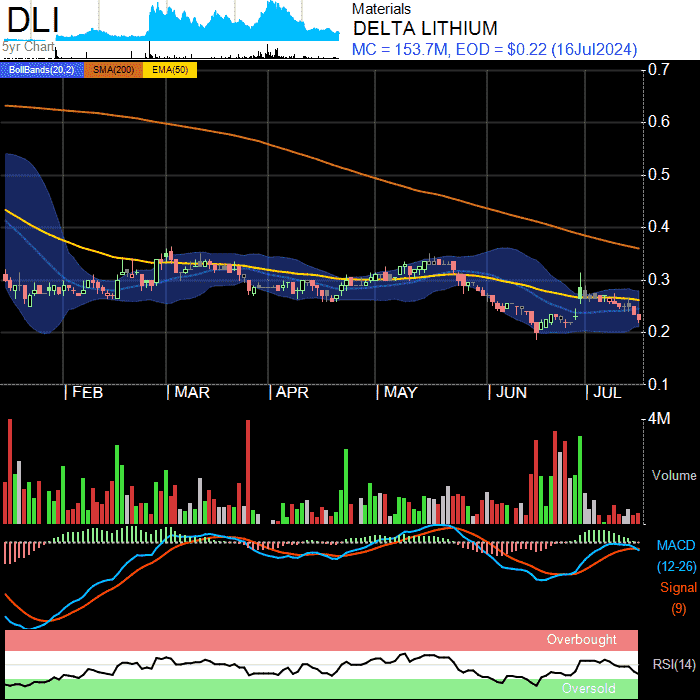 DLI
5yr Chart
Materials
DELTA LITHIUM
MC = 153.7M, EOD = $0.22 (16Jul2024)
BollBands(20,2) SMA(200) EMA(50)
0.7
0.6
0.5
0.4
0.3
0.2
0.1
FEB MAR APR MAY JUN JUL
4M
Volume
MACD
(12-26)
Signal
(9)
Overbought
RSI(14)
Oversold